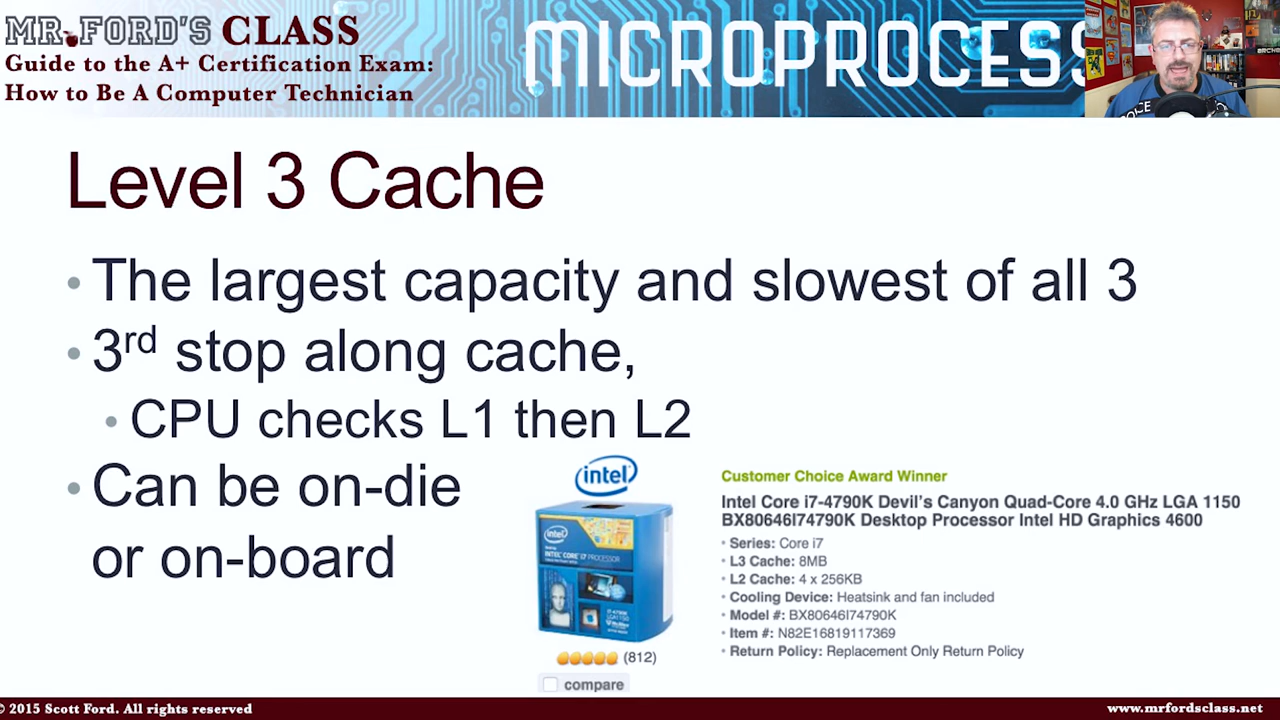 MR. FORD'S CLASS
Guide to the A+ Certification Exam:
How to Be A Computer Technician
MICROPROCESS
Level 3 Cache
• The largest capacity and slowest of all 3
• 3rd stop along cache,
• CPU checks L1 then L2
• Can be on-die
or on-board
intel
intel
INTEL® CORE™ i7 PROCESSOR
Customer Choice Award Winner
Intel Core i7-4790K Devil's Canyon Quad-Core 4.0 GHz LGA 1150
BX80646I74790K Desktop Processor Intel HD Graphics 4600
• Series: Core i7
• L3 Cache: 8MB
• L2 Cache: 4 x 256KB
• Cooling Device: Heatsink and fan included
• Model #: BX80646I74790K
• Item #: N82E16819117369
• Return Policy: Replacement Only Return Policy
(812)
compare
© 2015 Scott Ford. All rights reserved
www.mrfordsclass.net